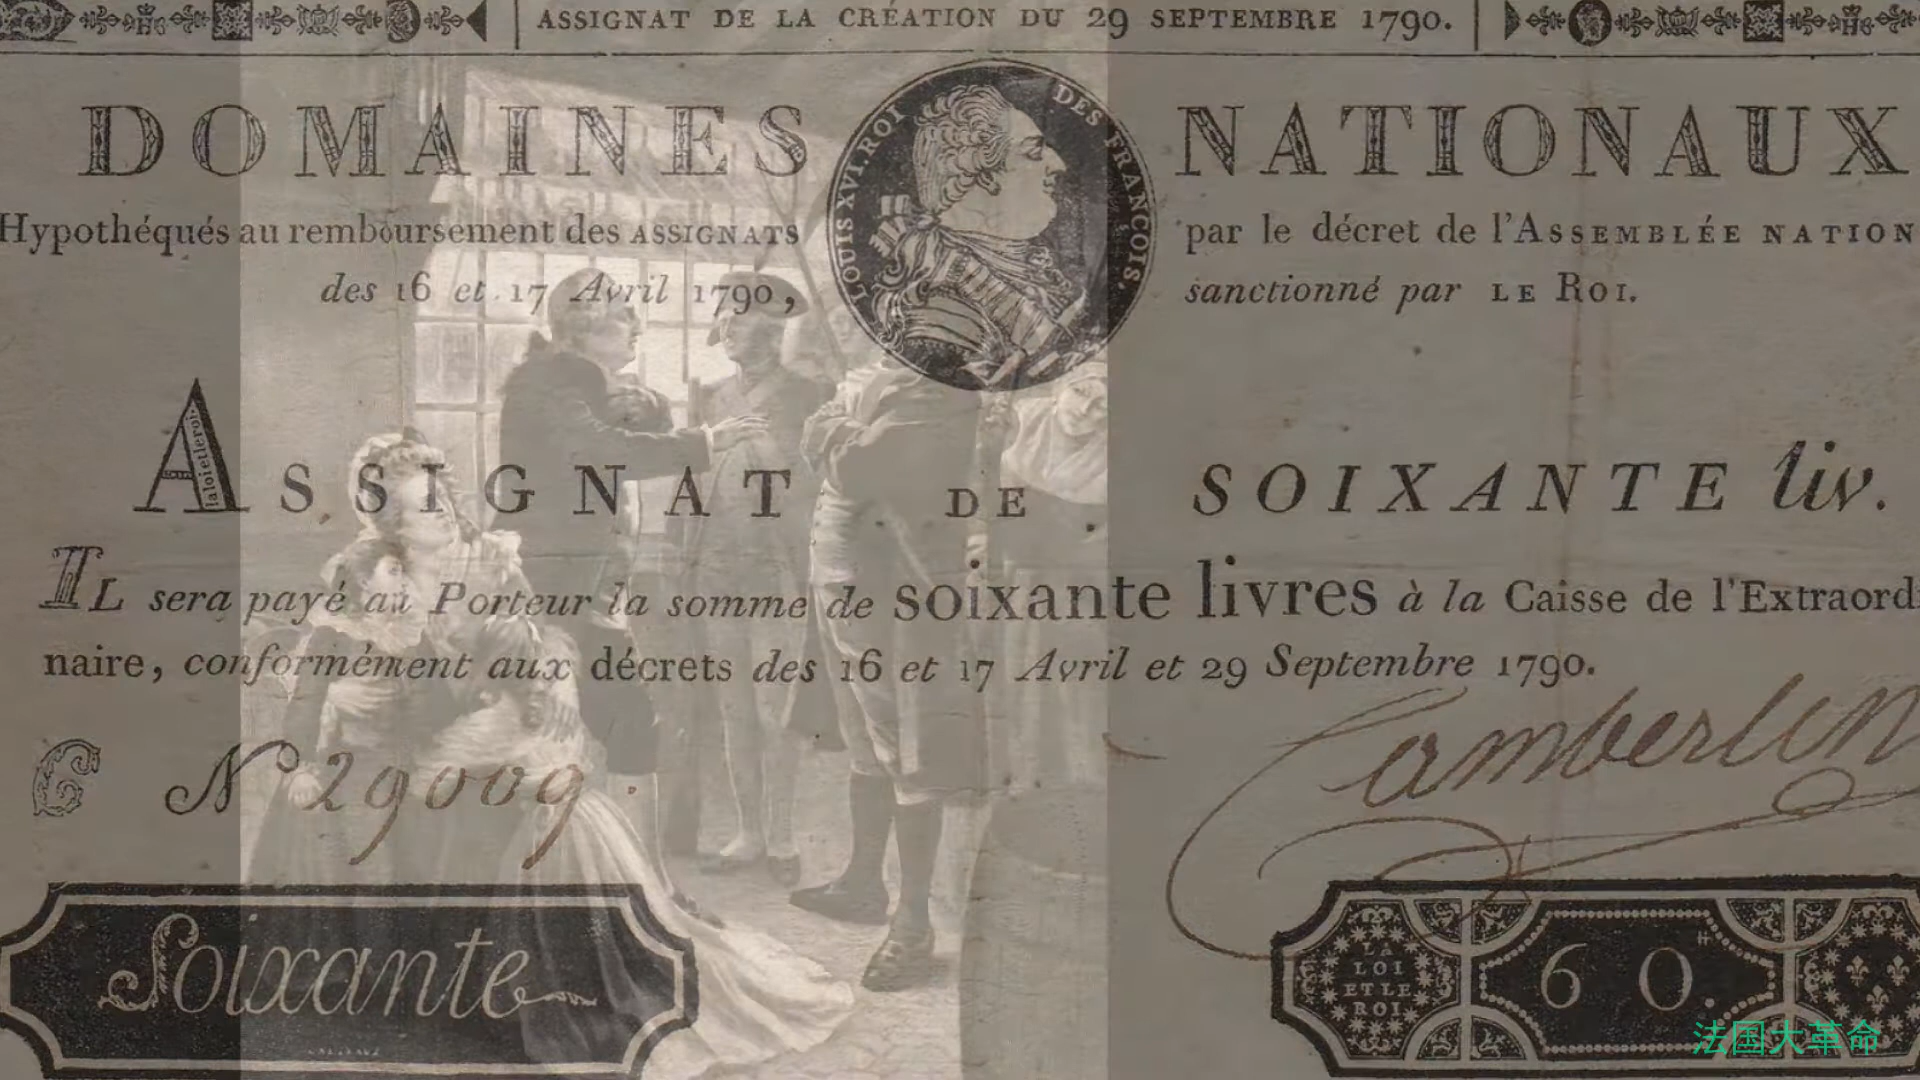 ASSIGNAT DE LA CRÉATION DU 29 SEPTEMBRE 1790.
DOMAINES NATIONAUX
LOUIS XVI. ROI DES FRANÇOIS.
Hypothéqués au remboursement des ASSIGNATS par le décret de l'ASSEMBLÉE NATION
des 16 et 17 Avril 1790, sanctionné par LE ROI.
laloietleroi.
ASSIGNAT DE SOIXANTE liv.
IL sera payé au Porteur la somme de soixante livres à la Caisse de l'Extraordi
naire, conformément aux décrets des 16 et 17 Avril et 29 Septembre 1790.
G N° 29009.
Camberlin
Soixante
LA
LOI
ET LE
ROI
60.
法国大革命